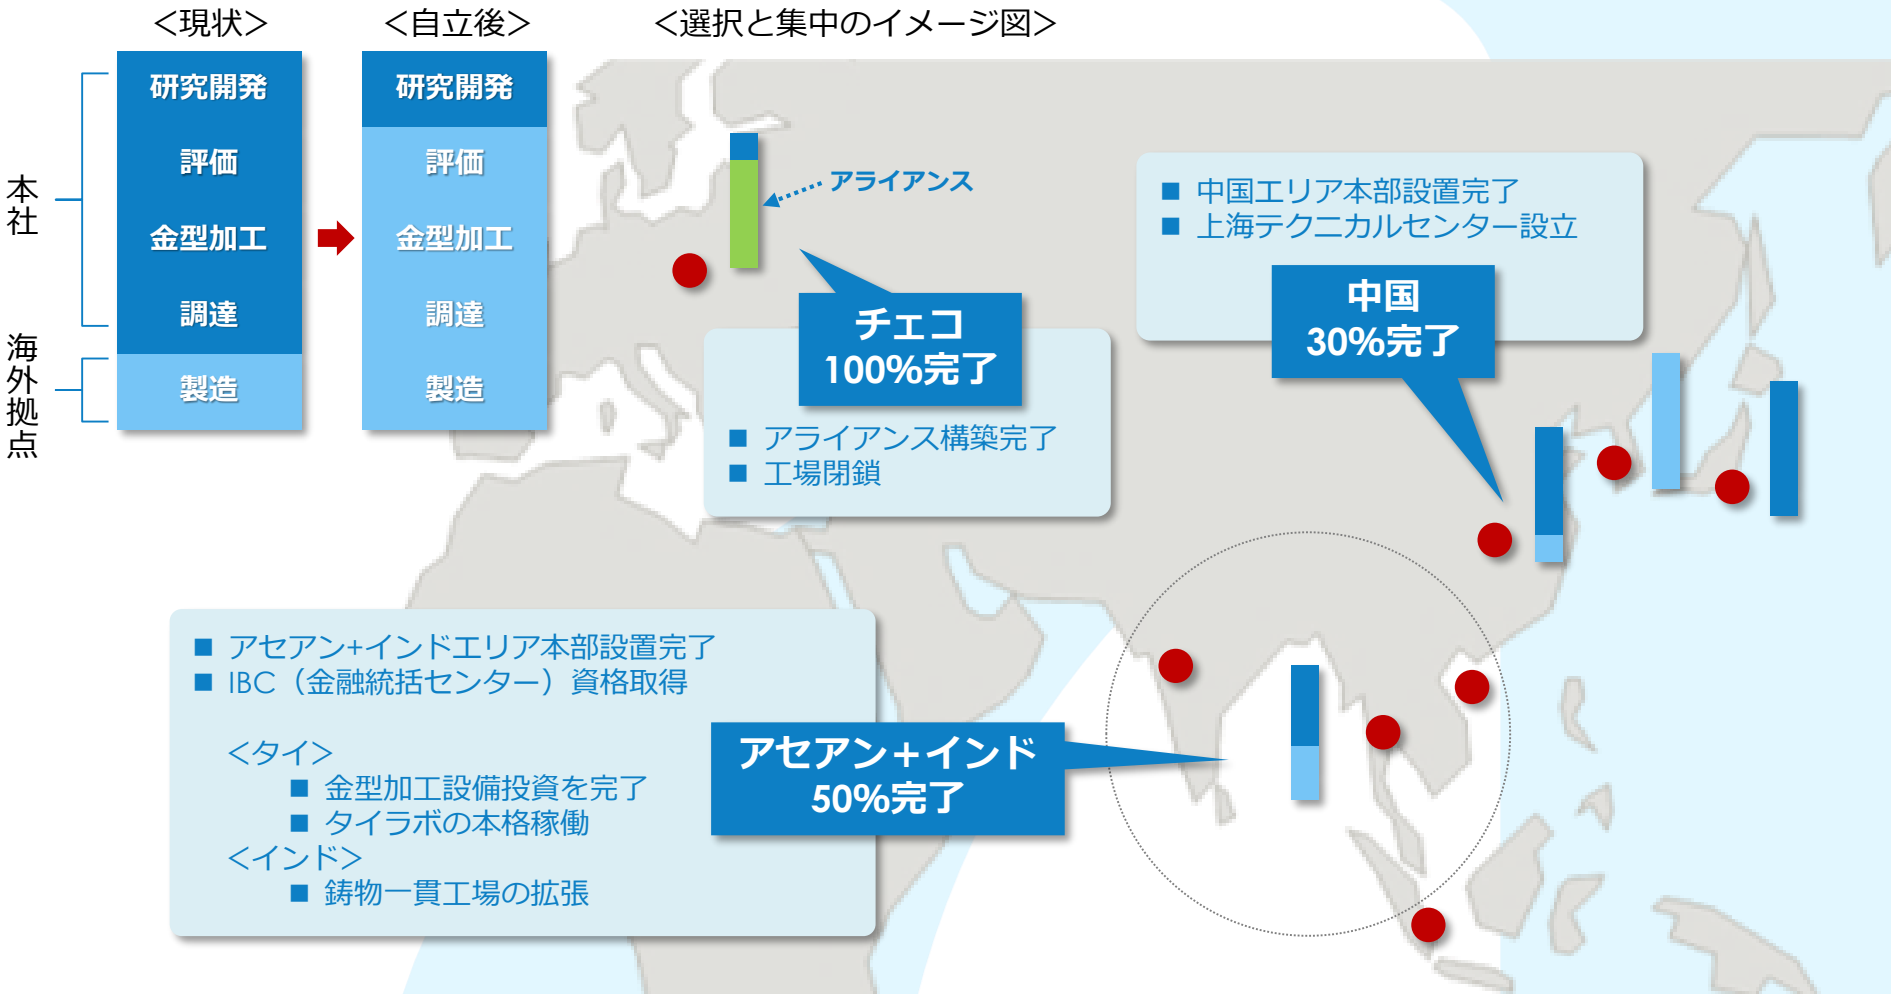 ＜現状＞
＜自立後＞
＜選択と集中のイメージ図＞
本社
海外拠点
研究開発
評価
金型加工
調達
製造
研究開発
評価
金型加工
調達
製造
アライアンス
チェコ
100%完了
■ アライアンス構築完了
■ 工場閉鎖
■ 中国エリア本部設置完了
■ 上海テクニカルセンター設立
中国
30%完了
■ アセアン+インドエリア本部設置完了
■ IBC（金融統括センター）資格取得
＜タイ＞
■ 金型加工設備投資を完了
■ タイラボの本格稼働
＜インド＞
■ 鋳物一貫工場の拡張
アセアン＋インド
50%完了